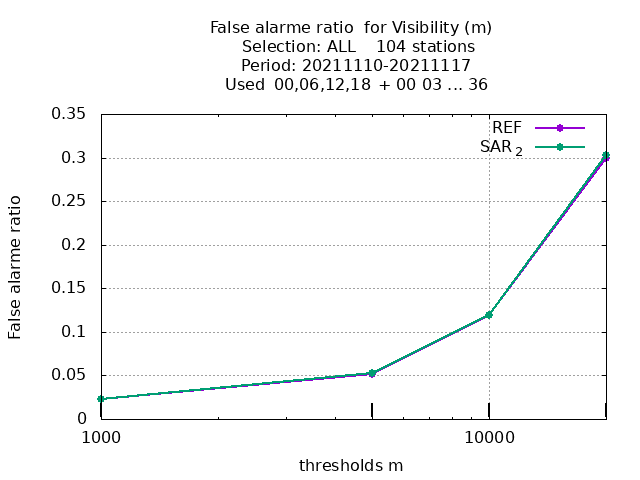 False alarme ratio  for Visibility (m)
Selection: ALL    104 stations
Period: 20211110-20211117
Used  00,06,12,18  + 00 03 ... 36
REF
SAR 2
0.35
0.3
0.25
0.2
0.15
0.1
0.05
0
False alarme ratio
1000
10000
thresholds m